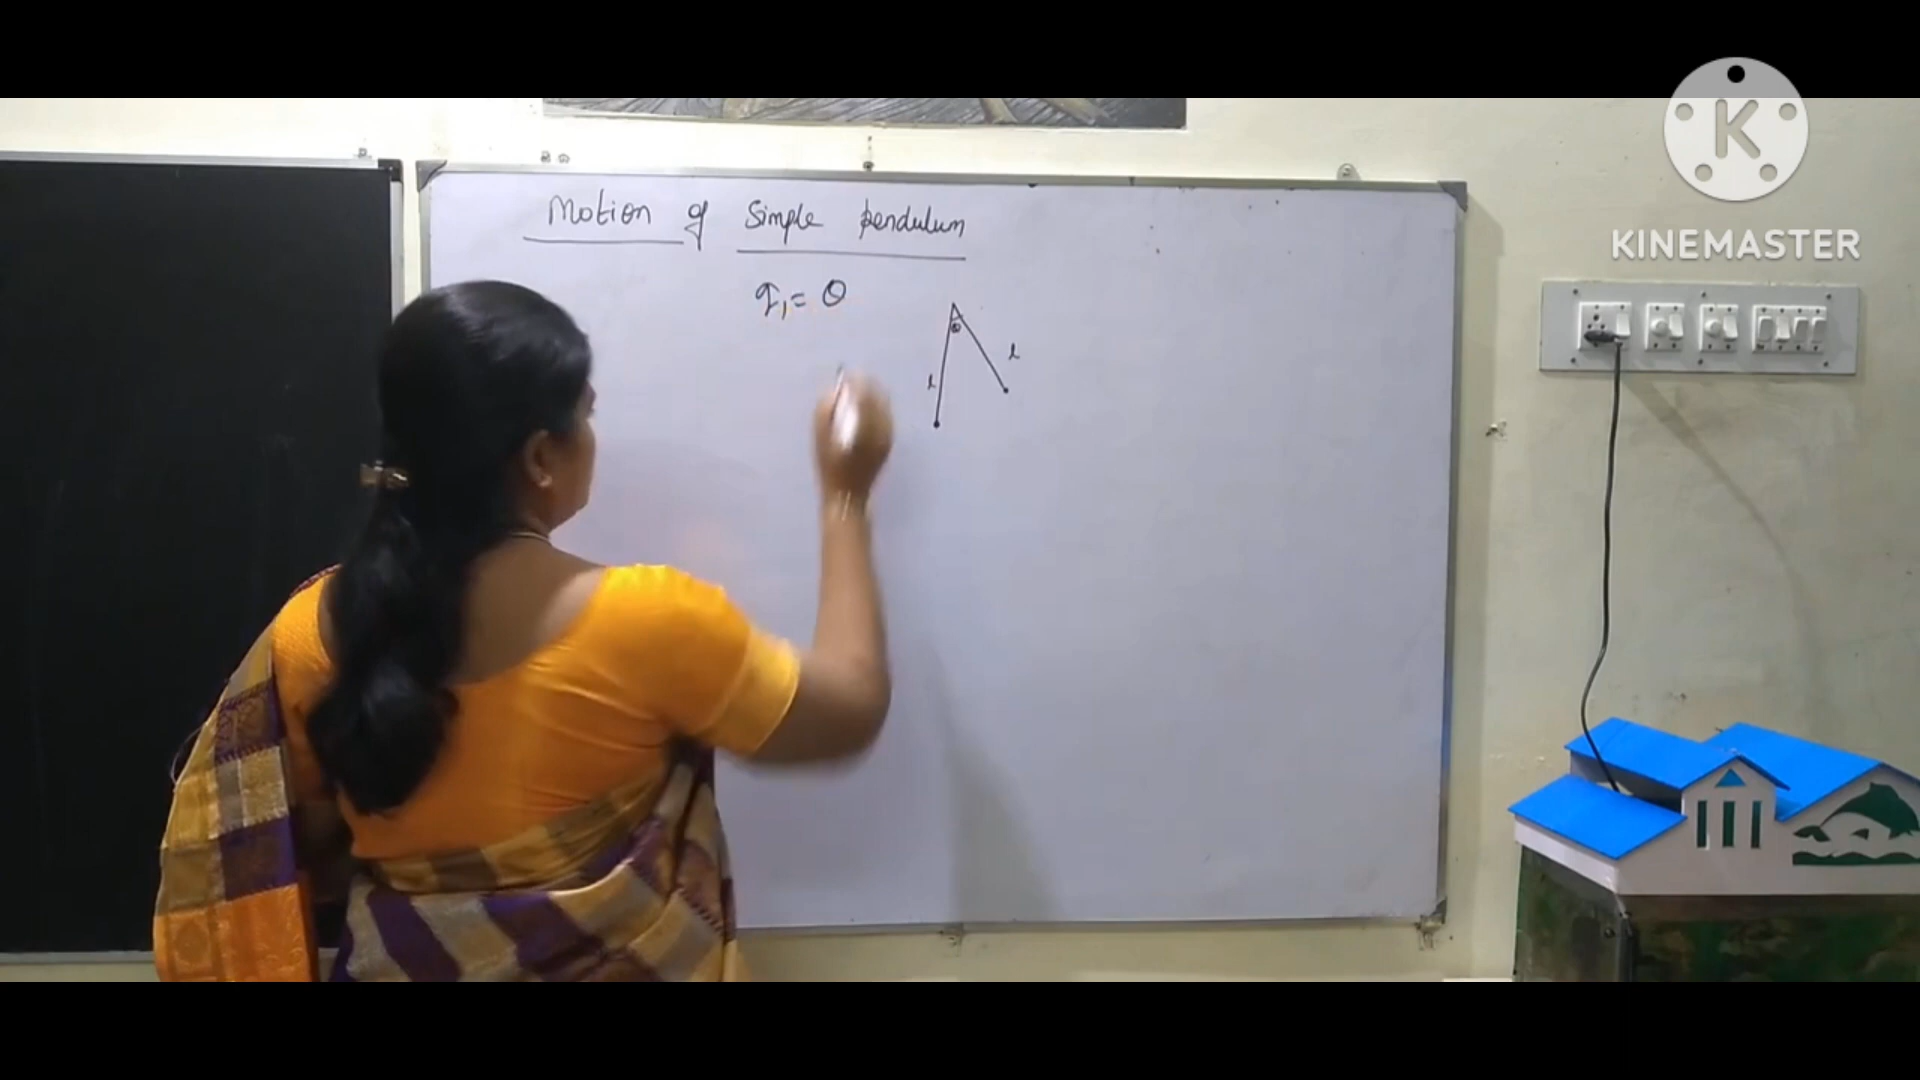 Motion of Simple pendulum
q₁ = θ
θ
l
l
K
KINEMASTER